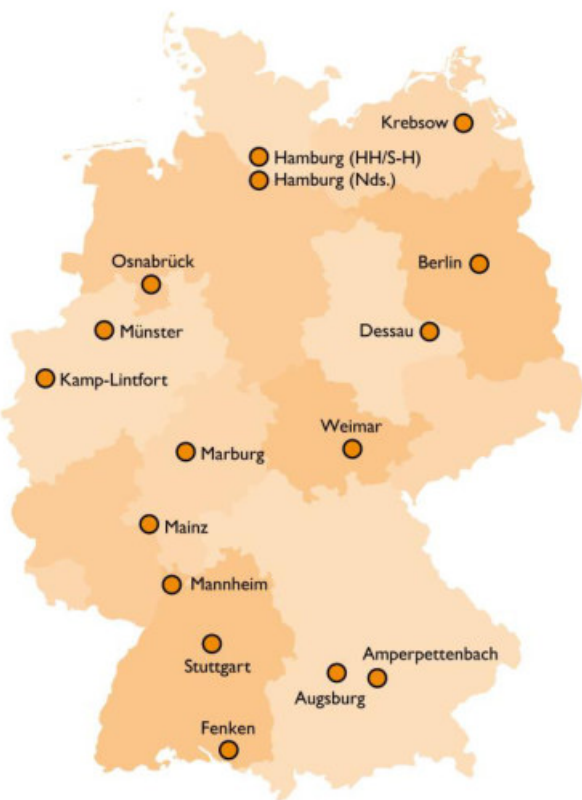 Krebsow
Hamburg (HH/S-H)
Hamburg (Nds.)
Osnabrück
Berlin
Münster
Dessau
Kamp-Lintfort
Weimar
Marburg
Mainz
Mannheim
Stuttgart
Amperpettenbach
Augsburg
Fenken